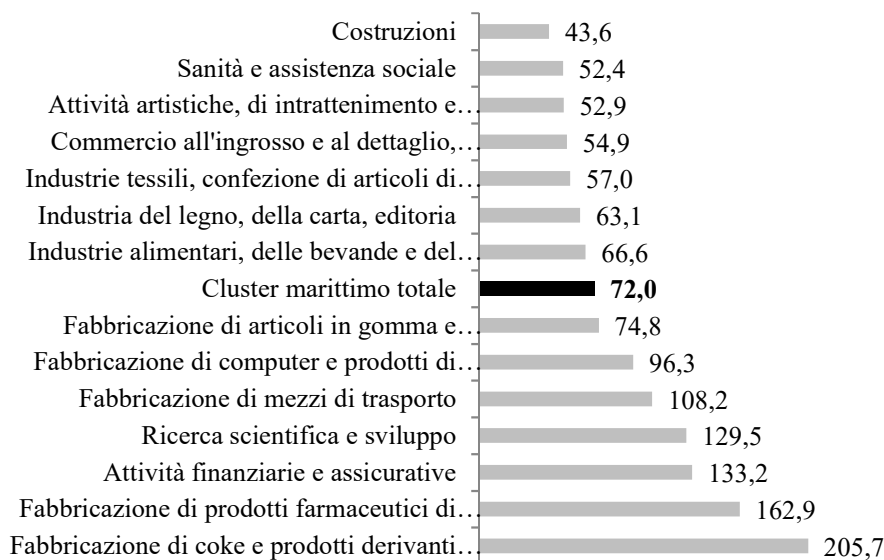 Costruzioni 43,6
Sanità e assistenza sociale 52,4
Attività artistiche, di intrattenimento e… 52,9
Commercio all'ingrosso e al dettaglio,… 54,9
Industrie tessili, confezione di articoli di… 57,0
Industria del legno, della carta, editoria 63,1
Industrie alimentari, delle bevande e del… 66,6
Cluster marittimo totale 72,0
Fabbricazione di articoli in gomma e… 74,8
Fabbricazione di computer e prodotti di… 96,3
Fabbricazione di mezzi di trasporto 108,2
Ricerca scientifica e sviluppo 129,5
Attività finanziarie e assicurative 133,2
Fabbricazione di prodotti farmaceutici di… 162,9
Fabbricazione di coke e prodotti derivanti… 205,7